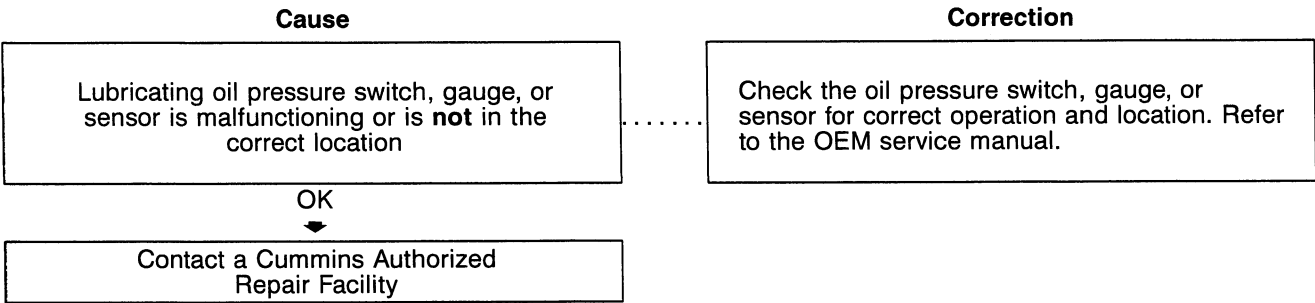 Cause
Correction
Lubricating oil pressure switch, gauge, or
sensor is malfunctioning or is not in the
correct location
.......
Check the oil pressure switch, gauge, or
sensor for correct operation and location. Refer
to the OEM service manual.
OK
Contact a Cummins Authorized
Repair Facility